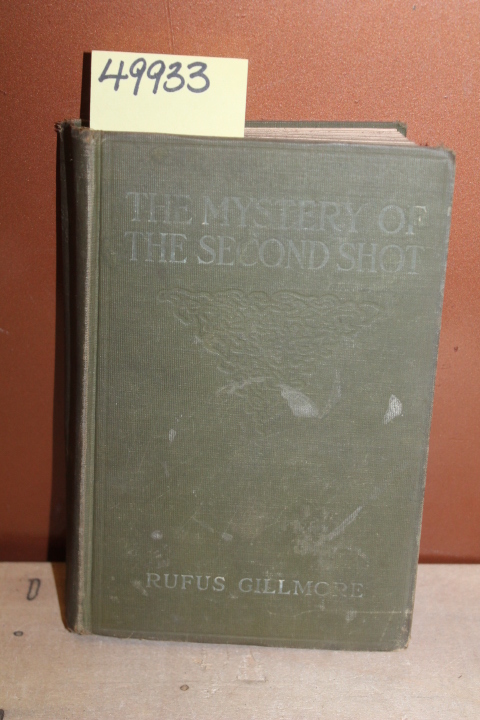 49933
THE MYSTERY OF
THE SECOND SHOT
RUFUS GILLMORE
D